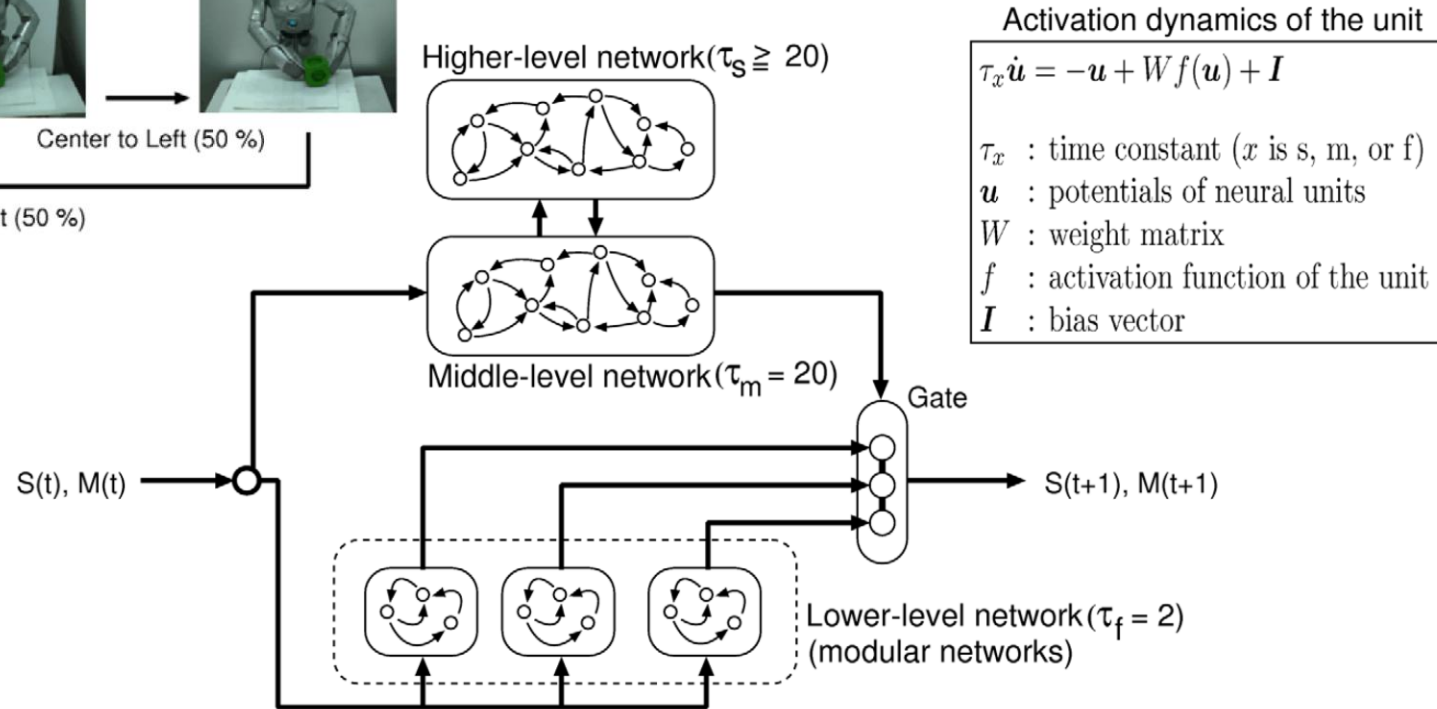 Activation dynamics of the unit
τₓu̇ = −u + W f(u) + I
τₓ : time constant (x is s, m, or f)
u : potentials of neural units
W : weight matrix
f : activation function of the unit
I : bias vector
Center to Left (50 %)
t (50 %)
Higher-level network(τs ≧ 20)
Middle-level network(τm = 20)
Gate
S(t), M(t)
S(t+1), M(t+1)
Lower-level network(τf = 2)
(modular networks)